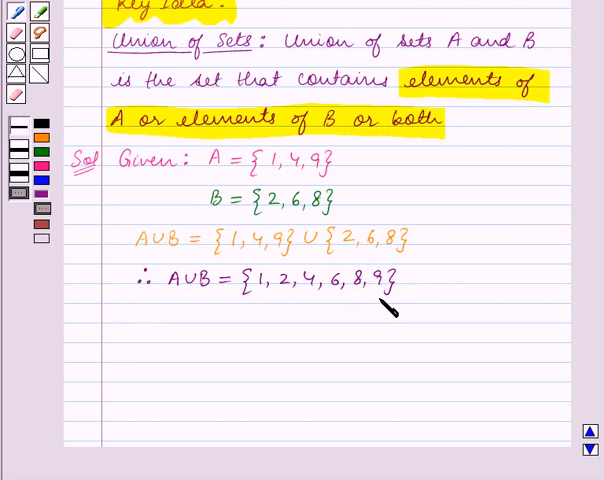 Key Idea:
Union of Sets: Union of sets A and B
is the set that contains elements of
A or elements of B or both
Sol Given: A = {1, 4, 9}
B = {2, 6, 8}
A∪B = {1, 4, 9} ∪ {2, 6, 8}
∴ A∪B = {1, 2, 4, 6, 8, 9}